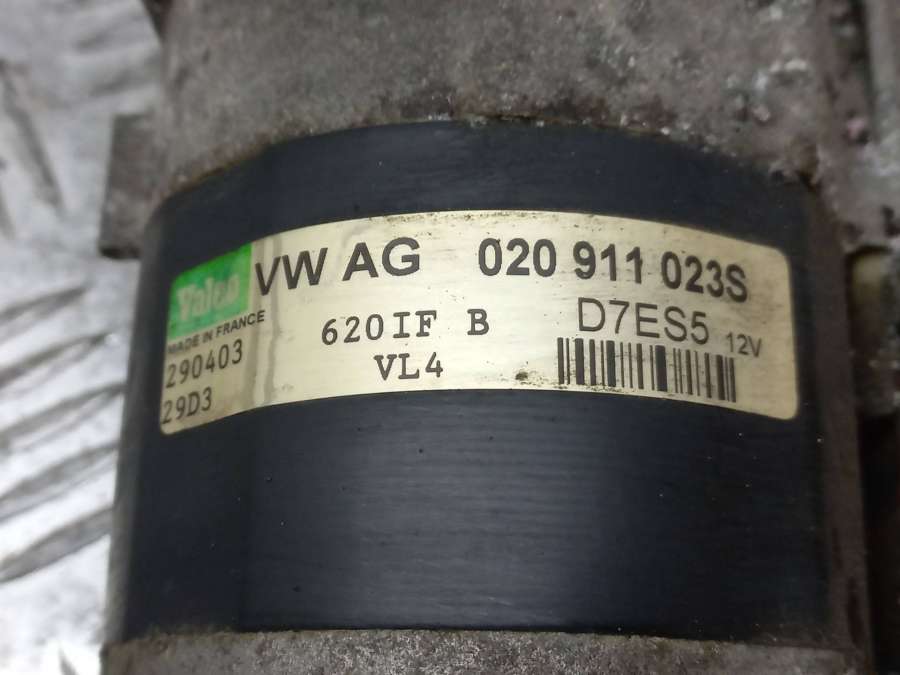 Valeo VW AG 020 911 023S
MADE IN FRANCE 620IF B D7ES5 12V
290403 VL4
29D3